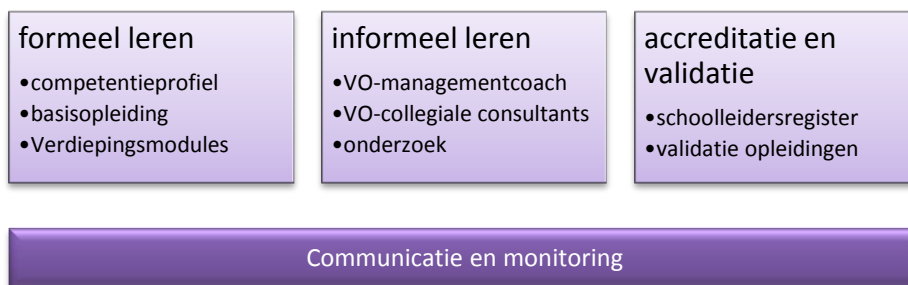 formeel leren
•competentieprofiel
•basisopleiding
•Verdiepingsmodules
informeel leren
•VO-managementcoach
•VO-collegiale consultants
•onderzoek
accreditatie en
validatie
•schoolleidersregister
•validatie opleidingen
Communicatie en monitoring